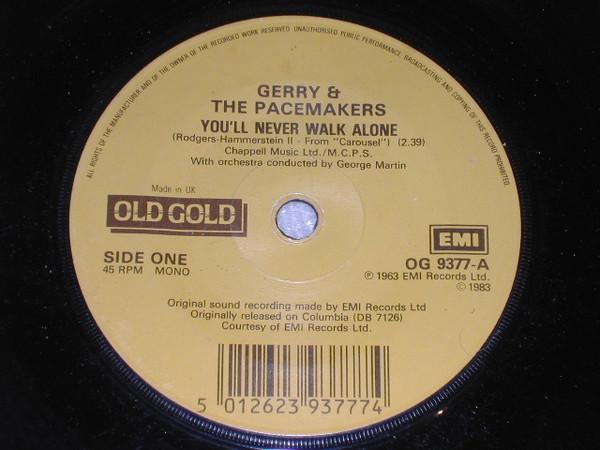 ALL RIGHTS OF THE MANUFACTURER AND OF THE OWNER OF THE RECORDED WORK RESERVED UNAUTHORISED PUBLIC PERFORMANCE, BROADCASTING AND COPYING OF THIS RECORD PROHIBITED.
GERRY &
THE PACEMAKERS
YOU'LL NEVER WALK ALONE
(Rodgers-Hammerstein II - From "Carousel") (2.39)
Chappell Music Ltd./M.C.P.S.
With orchestra conducted by George Martin
Made in UK
OLD GOLD
EMI
SIDE ONE
45 RPM MONO
OG 9377-A
℗ 1963 EMI Records Ltd.
© 1983
Original sound recording made by EMI Records Ltd
Originally released on Columbia (DB 7126)
Courtesy of EMI Records Ltd.
5 012623 937774